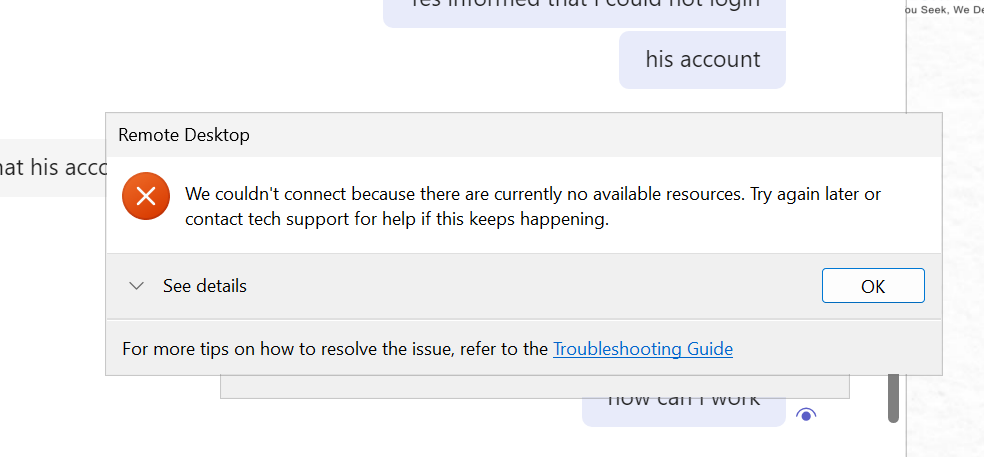 Yes informed that I could not login
ou Seek, We De
his account
Remote Desktop
hat his acco
We couldn't connect because there are currently no available resources. Try again later or
contact tech support for help if this keeps happening.
See details
OK
For more tips on how to resolve the issue, refer to the Troubleshooting Guide
how can I work